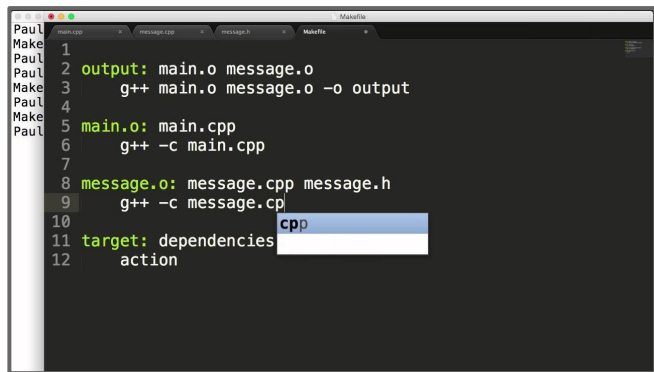 Makefile
main.cpp × message.cpp × message.h × Makefile
Paul
Make
Paul
Paul
Make
Paul
Make
Paul
1
2 output: main.o message.o
3 g++ main.o message.o -o output
4
5 main.o: main.cpp
6 g++ -c main.cpp
7
8 message.o: message.cpp message.h
9 g++ -c message.cp
cpp
10
11 target: dependencies
12 action